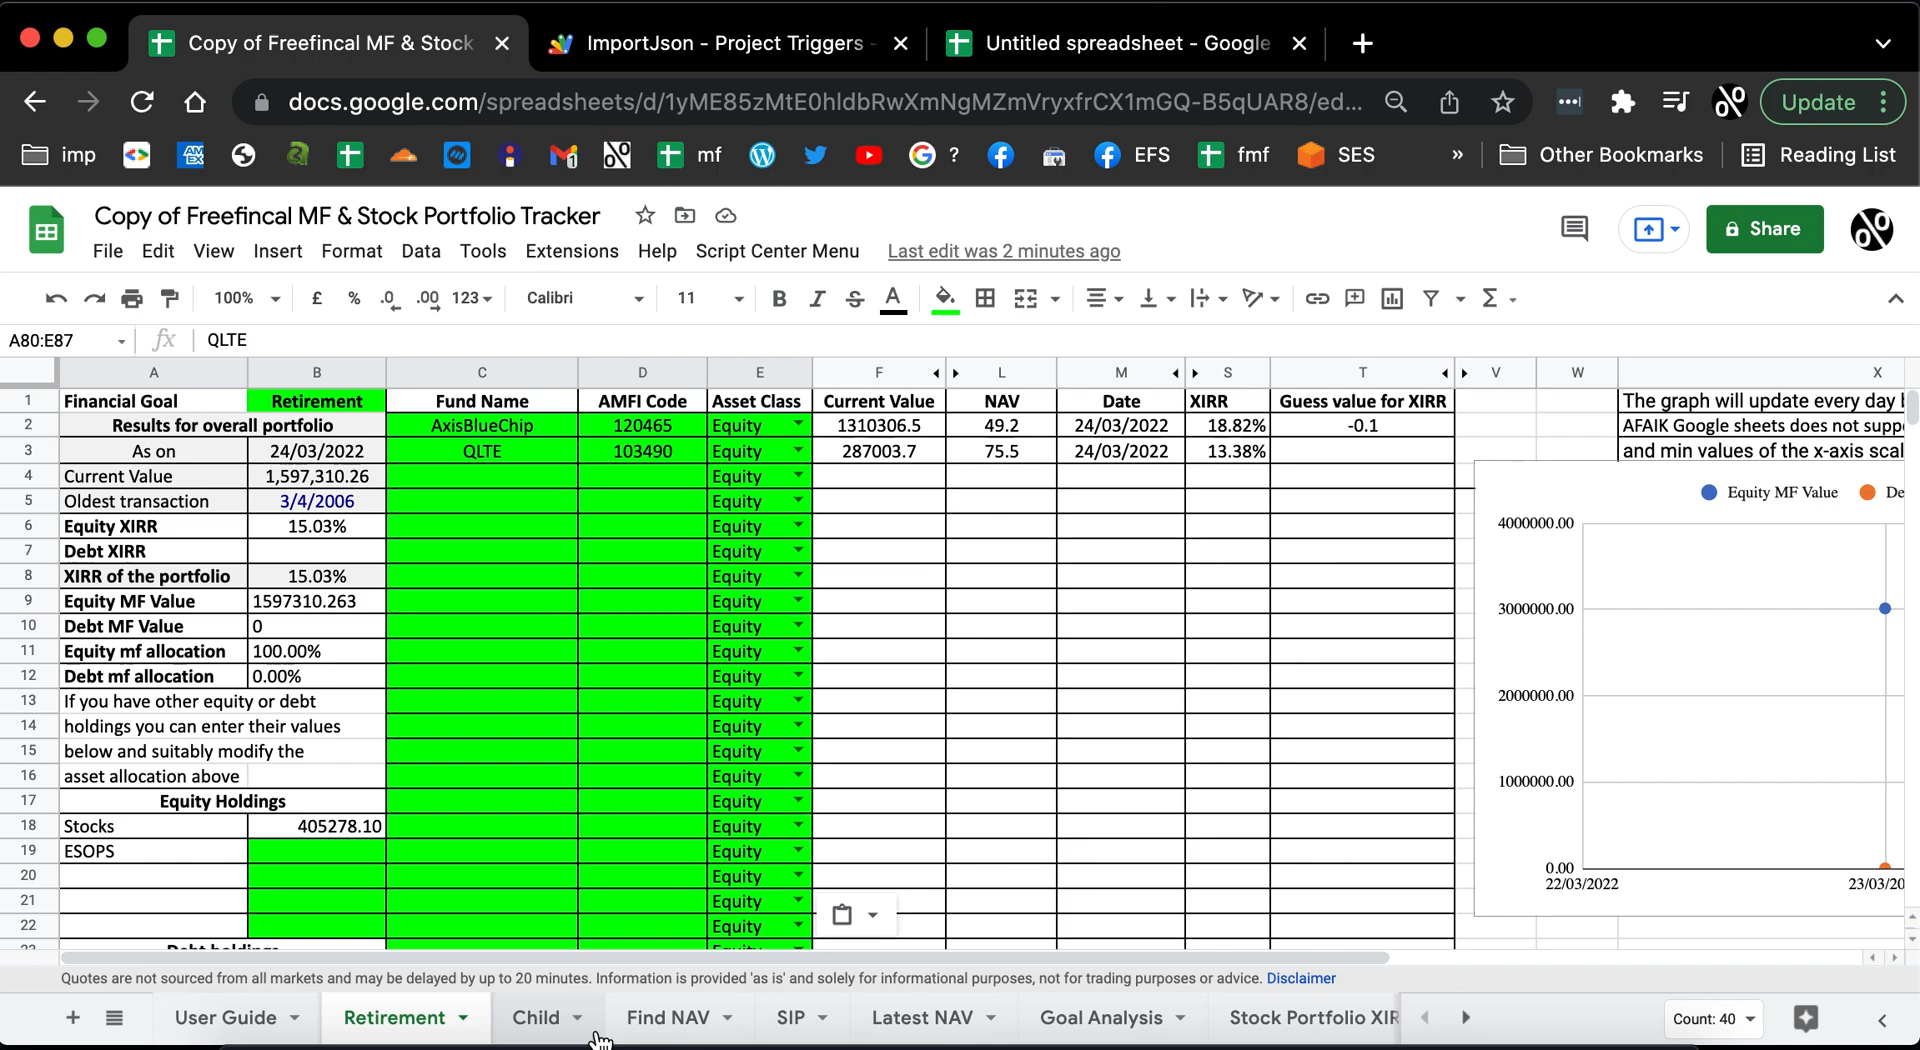 Copy of Freefincal MF & Stock
ImportJson - Project Triggers -
Untitled spreadsheet - Google
docs.google.com/spreadsheets/d/1yME85zMtE0hldbRwXmNgMZmVryxfrCX1mGQ-B5qUAR8/ed...
Update
imp
mf
?
EFS
fmf
SES
»
Other Bookmarks
Reading List
Copy of Freefincal MF & Stock Portfolio Tracker
Share
File Edit View Insert Format Data Tools Extensions Help Script Center Menu Last edit was 2 minutes ago
100% £ % .0 .00 123 Calibri 11 B I S A Σ
A80:E87 fx QLTE
A B C D E F L M S T V W X
1 Financial Goal Retirement Fund Name AMFI Code Asset Class Current Value NAV Date XIRR Guess value for XIRR The graph will update every day
2 Results for overall portfolio AxisBlueChip 120465 Equity 1310306.5 49.2 24/03/2022 18.82% -0.1 AFAIK Google sheets does not supp
3 As on 24/03/2022 QLTE 103490 Equity 287003.7 75.5 24/03/2022 13.38% and min values of the x-axis scal
4 Current Value 1,597,310.26 Equity
5 Oldest transaction 3/4/2006 Equity
6 Equity XIRR 15.03% Equity
7 Debt XIRR Equity
8 XIRR of the portfolio 15.03% Equity
9 Equity MF Value 1597310.263 Equity
10 Debt MF Value 0 Equity
11 Equity mf allocation 100.00% Equity
12 Debt mf allocation 0.00% Equity
13 If you have other equity or debt Equity
14 holdings you can enter their values Equity
15 below and suitably modify the Equity
16 asset allocation above Equity
17 Equity Holdings Equity
18 Stocks 405278.10 Equity
19 ESOPS Equity
20 Equity
21 Equity
22 Equity
23 Debt holdings Equity
Equity MF Value De
4000000.00
3000000.00
2000000.00
1000000.00
0.00
22/03/2022 23/03/20
Quotes are not sourced from all markets and may be delayed by up to 20 minutes. Information is provided 'as is' and solely for informational purposes, not for trading purposes or advice. Disclaimer
User Guide Retirement Child Find NAV SIP Latest NAV Goal Analysis Stock Portfolio XIR
Count: 40